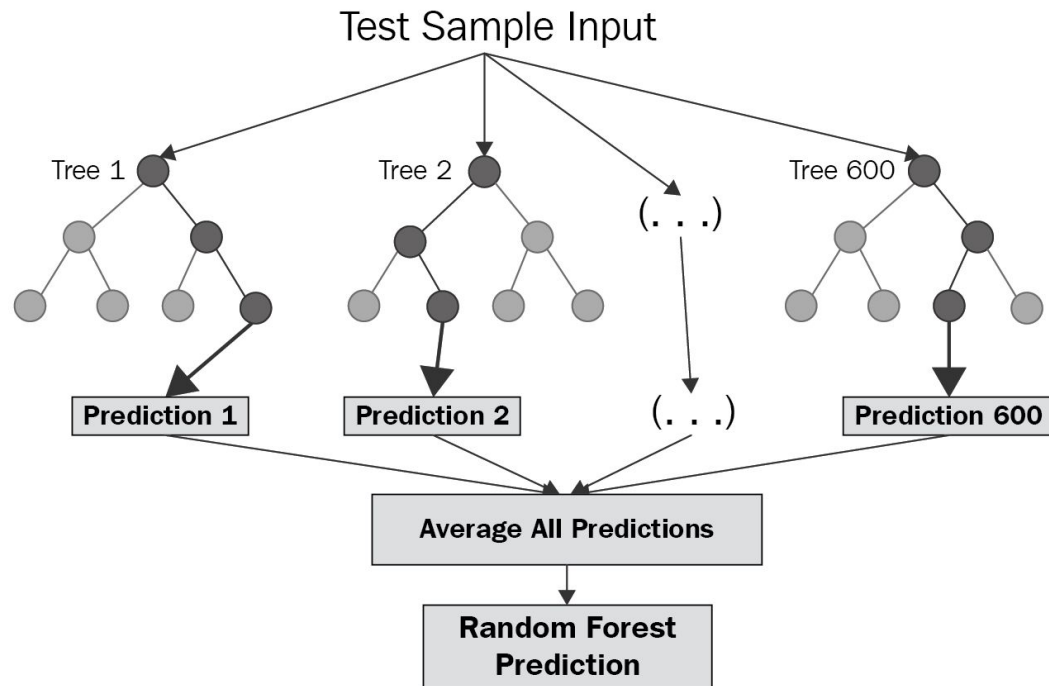 Test Sample Input
Tree 1
Tree 2
Tree 600
(. . .)
(. . .)
Prediction 1
Prediction 2
Prediction 600
Average All Predictions
Random Forest
Prediction